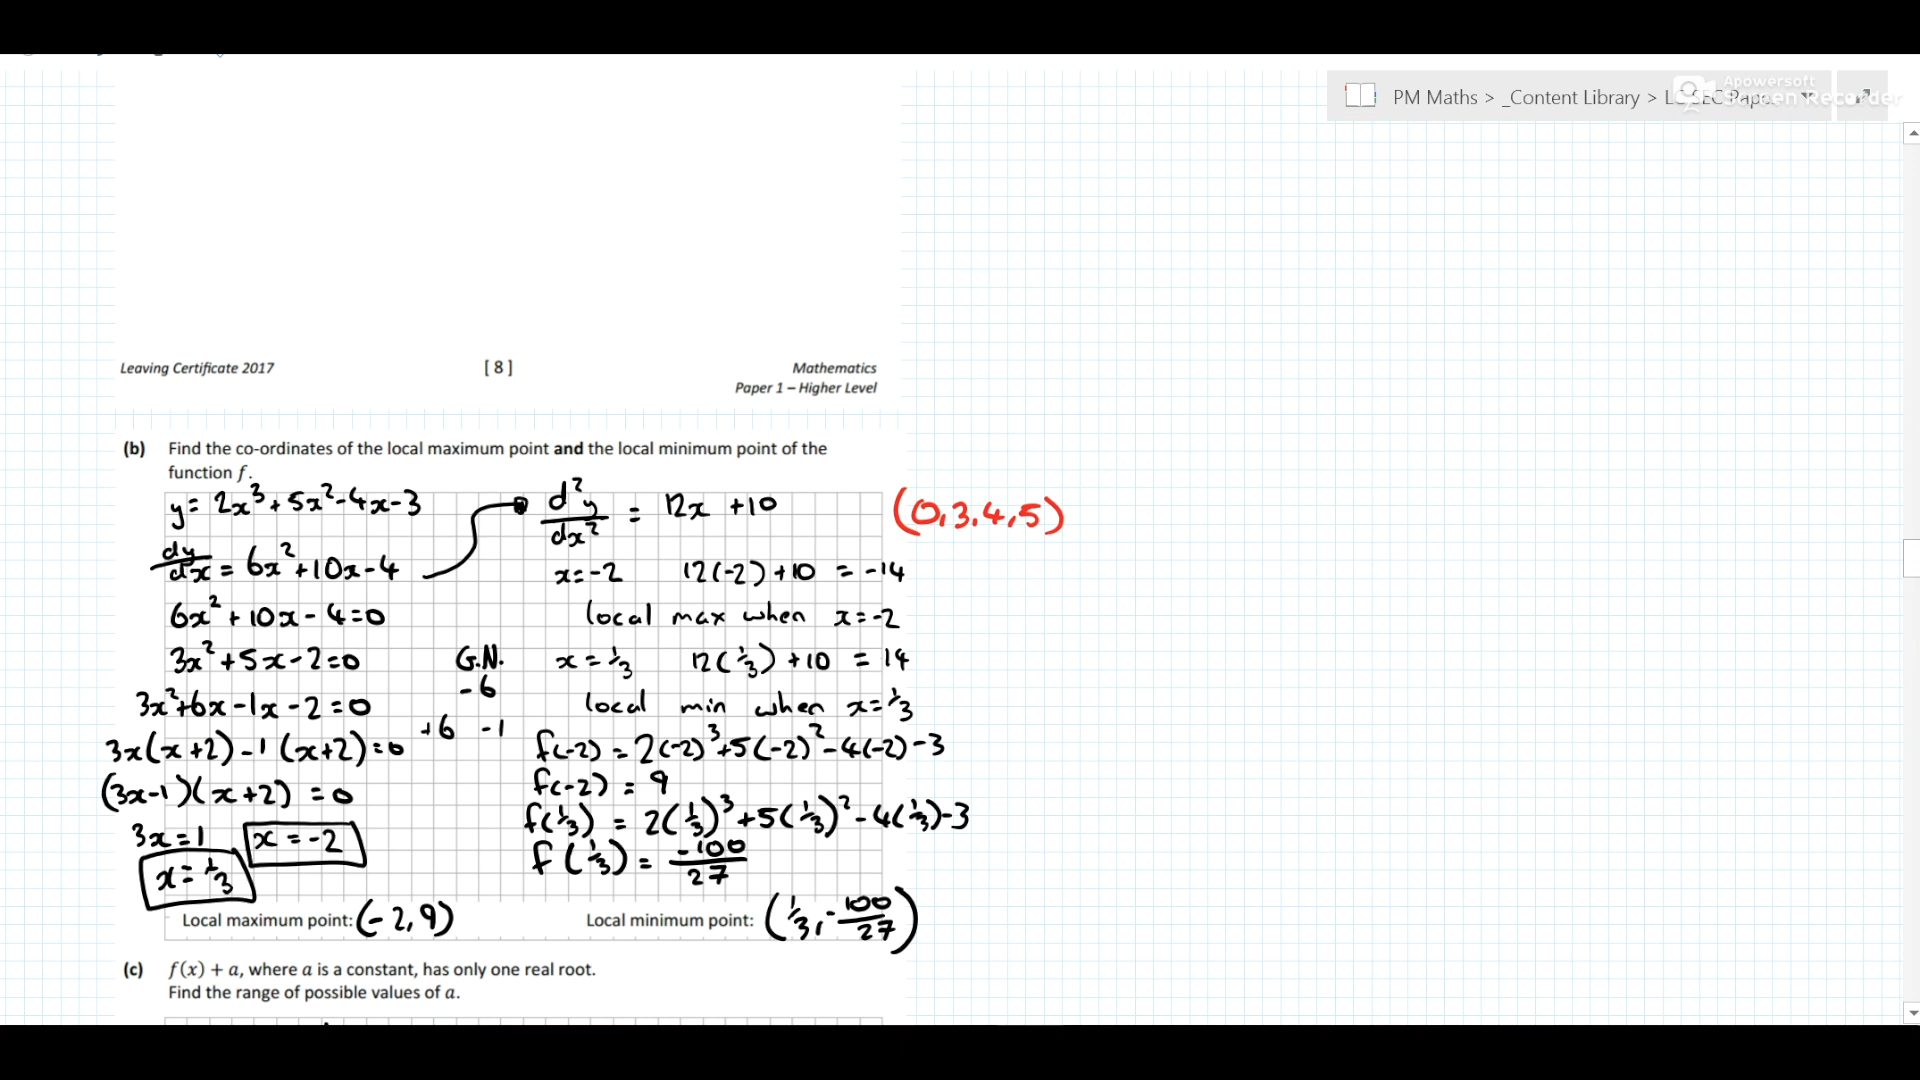 Apowersoft
Screen Recorder
PM Maths > _Content Library >
Leaving Certificate 2017 [ 8 ] Mathematics
Paper 1 – Higher Level
(b) Find the co-ordinates of the local maximum point and the local minimum point of the
function f.
y = 2x³ + 5x² - 4x - 3
dy/dx = 6x² + 10x - 4
6x² + 10x - 4 = 0
3x² + 5x - 2 = 0
G.N.
-6
+6 -1
3x² + 6x - 1x - 2 = 0
3x(x + 2) - 1(x + 2) = 0
(3x - 1)(x + 2) = 0
3x = 1 x = -2
x = 1/3
d²y/dx² = 12x + 10
x = -2 12(-2) + 10 = -14
local max when x = -2
x = 1/3 12(1/3) + 10 = 14
local min when x = 1/3
f(-2) = 2(-2)³ + 5(-2)² - 4(-2) - 3
f(-2) = 9
f(1/3) = 2(1/3)³ + 5(1/3)² - 4(1/3) - 3
f(1/3) = -100/27
(0,3,4,5)
Local maximum point: (-2, 9) Local minimum point: (1/3, -100/27)
(c) f(x) + a, where a is a constant, has only one real root.
Find the range of possible values of a.